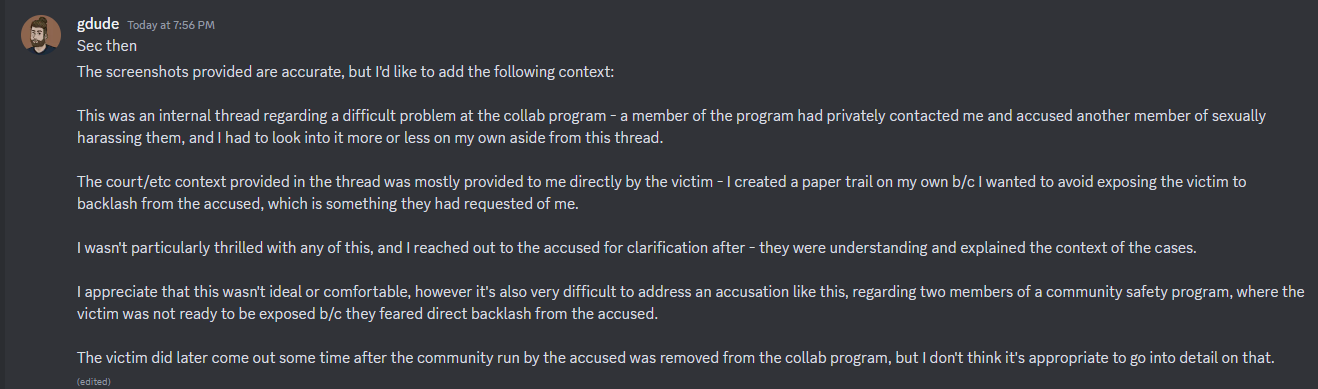 gdude Today at 7:56 PM
Sec then
The screenshots provided are accurate, but I'd like to add the following context:
This was an internal thread regarding a difficult problem at the collab program - a member of the program had privately contacted me and accused another member of sexually
harassing them, and I had to look into it more or less on my own aside from this thread.
The court/etc context provided in the thread was mostly provided to me directly by the victim - I created a paper trail on my own b/c I wanted to avoid exposing the victim to
backlash from the accused, which is something they had requested of me.
I wasn't particularly thrilled with any of this, and I reached out to the accused for clarification after - they were understanding and explained the context of the cases.
I appreciate that this wasn't ideal or comfortable, however it's also very difficult to address an accusation like this, regarding two members of a community safety program, where the
victim was not ready to be exposed b/c they feared direct backlash from the accused.
The victim did later come out some time after the community run by the accused was removed from the collab program, but I don't think it's appropriate to go into detail on that.
(edited)